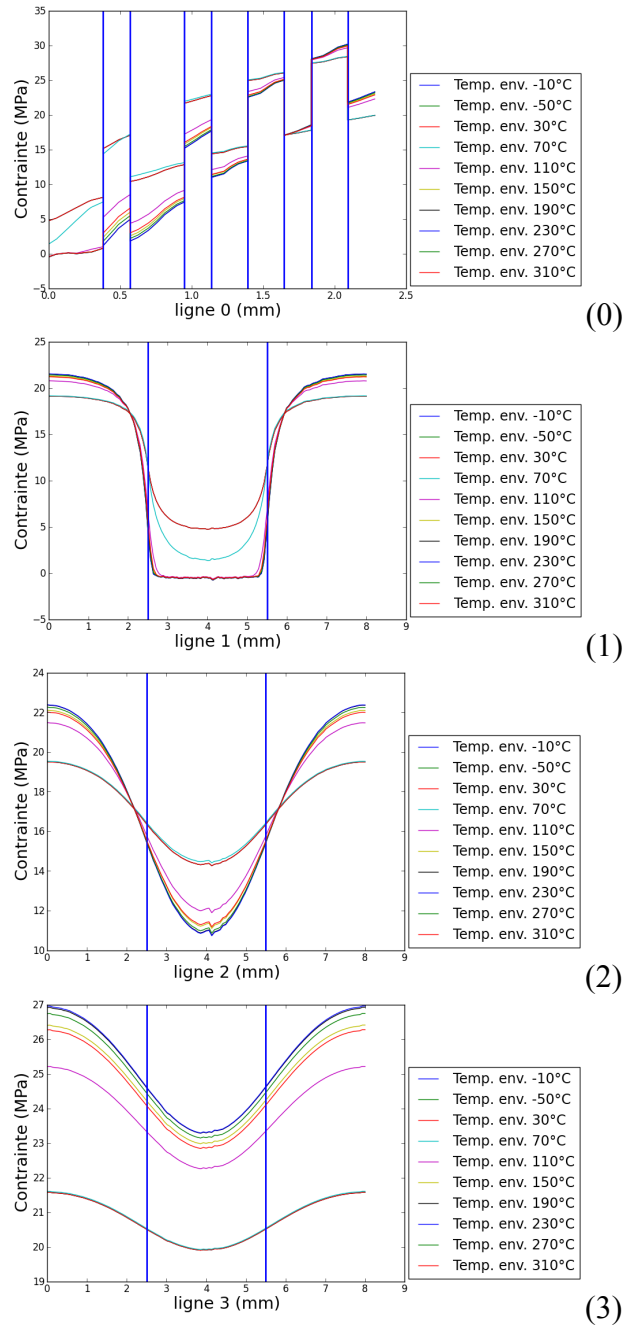 35
30
25
20
15
10
5
0
−5
Contrainte (MPa)
0.0 0.5 1.0 1.5 2.0 2.5
ligne 0 (mm)
Temp. env. -10°C
Temp. env. -50°C
Temp. env. 30°C
Temp. env. 70°C
Temp. env. 110°C
Temp. env. 150°C
Temp. env. 190°C
Temp. env. 230°C
Temp. env. 270°C
Temp. env. 310°C
(0)
25
20
15
10
5
0
−5
Contrainte (MPa)
0 1 2 3 4 5 6 7 8 9
ligne 1 (mm)
Temp. env. -10°C
Temp. env. -50°C
Temp. env. 30°C
Temp. env. 70°C
Temp. env. 110°C
Temp. env. 150°C
Temp. env. 190°C
Temp. env. 230°C
Temp. env. 270°C
Temp. env. 310°C
(1)
24
22
20
18
16
14
12
10
Contrainte (MPa)
0 1 2 3 4 5 6 7 8 9
ligne 2 (mm)
Temp. env. -10°C
Temp. env. -50°C
Temp. env. 30°C
Temp. env. 70°C
Temp. env. 110°C
Temp. env. 150°C
Temp. env. 190°C
Temp. env. 230°C
Temp. env. 270°C
Temp. env. 310°C
(2)
27
26
25
24
23
22
21
20
19
Contrainte (MPa)
0 1 2 3 4 5 6 7 8 9
ligne 3 (mm)
Temp. env. -10°C
Temp. env. -50°C
Temp. env. 30°C
Temp. env. 70°C
Temp. env. 110°C
Temp. env. 150°C
Temp. env. 190°C
Temp. env. 230°C
Temp. env. 270°C
Temp. env. 310°C
(3)